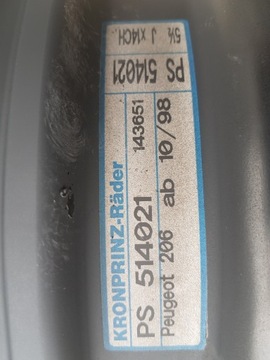 KRONPRINZ-Räder
PS 514021 143651
Peugeot 206 ab 10/98
PS 514021
5½ J x14CH.